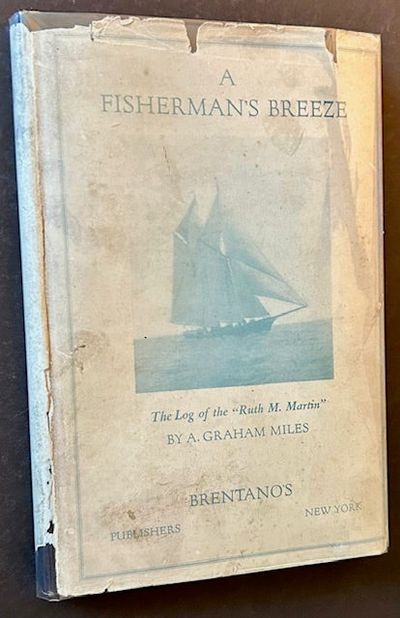 A
FISHERMAN'S BREEZE
The Log of the "Ruth M. Martin"
BY A. GRAHAM MILES
BRENTANO'S
PUBLISHERS NEW YORK